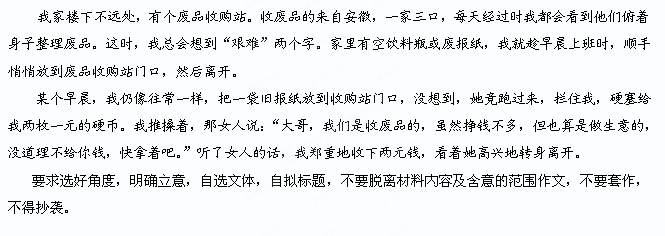 我家楼下不远处，有个废品收购站。收废品的来自安徽，一家三口，每天经过时我都会看到他们俯着
身子整理废品。这时，我总会想到“艰难”两个字。家里有空饮料瓶或废报纸，我就趁早晨上班时，顺手
悄悄放到废品收购站门口，然后离开。
某个早晨，我仍像往常一样，把一袋旧报纸放到收购站门口，没想到，她竟跑过来，拦住我，硬塞给
我两枚一元的硬币。我推搡着，那女人说：“大哥，我们是收废品的，虽然挣钱不多，但也算是做生意的，
没道理不给你钱，快拿着吧。”听了女人的话，我郑重地收下两元钱，看着她高兴地转身离开。
要求选好角度，明确立意，自选文体，自拟标题，不要脱离材料内容及含意的范围作文，不要套作，
不得抄袭。